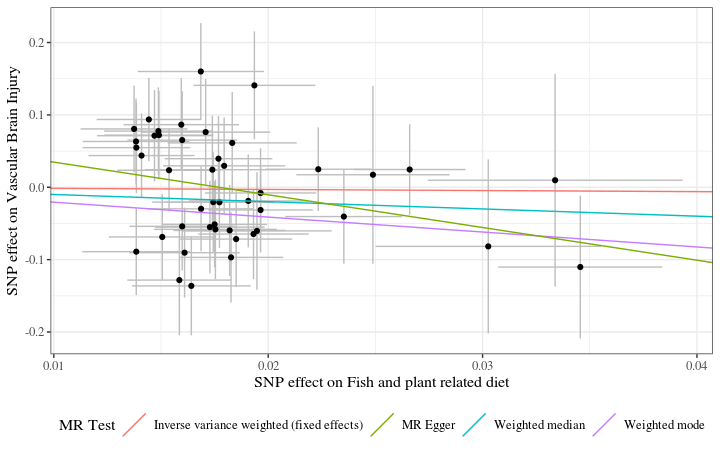 SNP effect on Vascular Brain Injury
0.2
0.1
0.0
-0.1
-0.2
0.01 0.02 0.03 0.04
SNP effect on Fish and plant related diet
MR Test Inverse variance weighted (fixed effects) MR Egger Weighted median Weighted mode